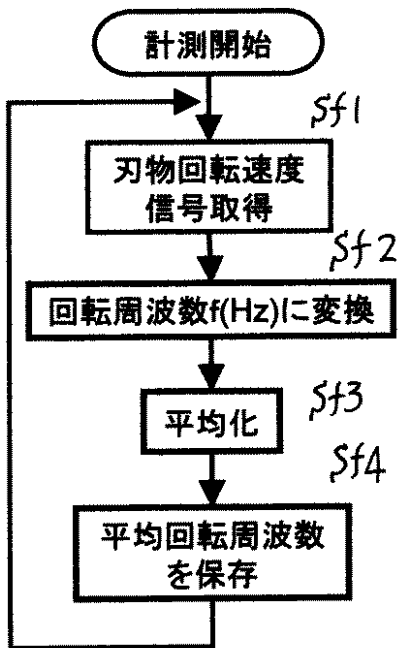 計測開始
Sf1
刃物回転速度
信号取得
Sf2
回転周波数f(Hz)に変換
Sf3
平均化
Sf4
平均回転周波数
を保存